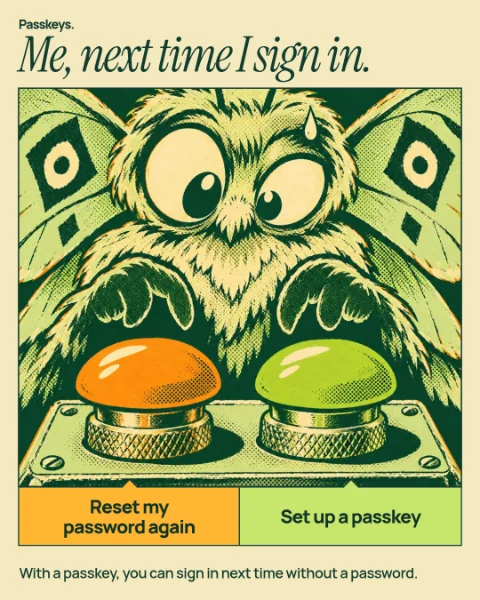 Passkeys.
Me, next time I sign in.
Reset my
password again
Set up a passkey
With a passkey, you can sign in next time without a password.